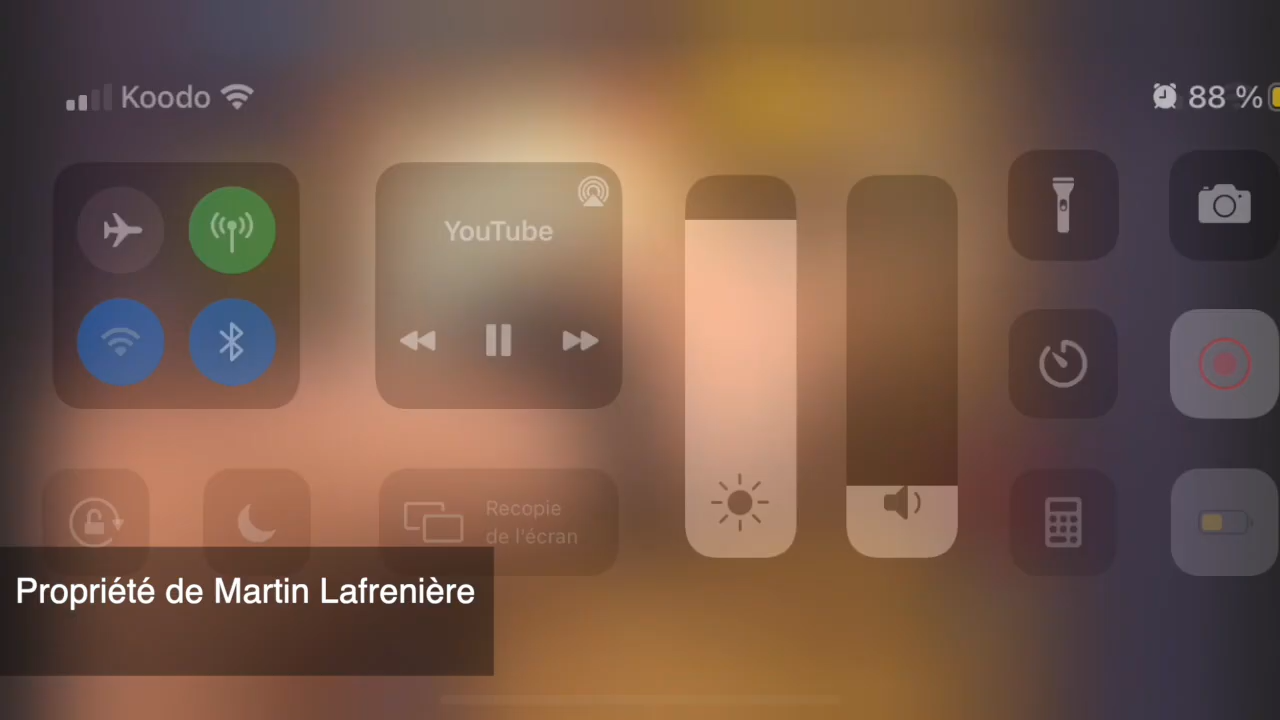 Koodo
88 %
YouTube
Recopie
de l'écran
Propriété de Martin Lafrenière